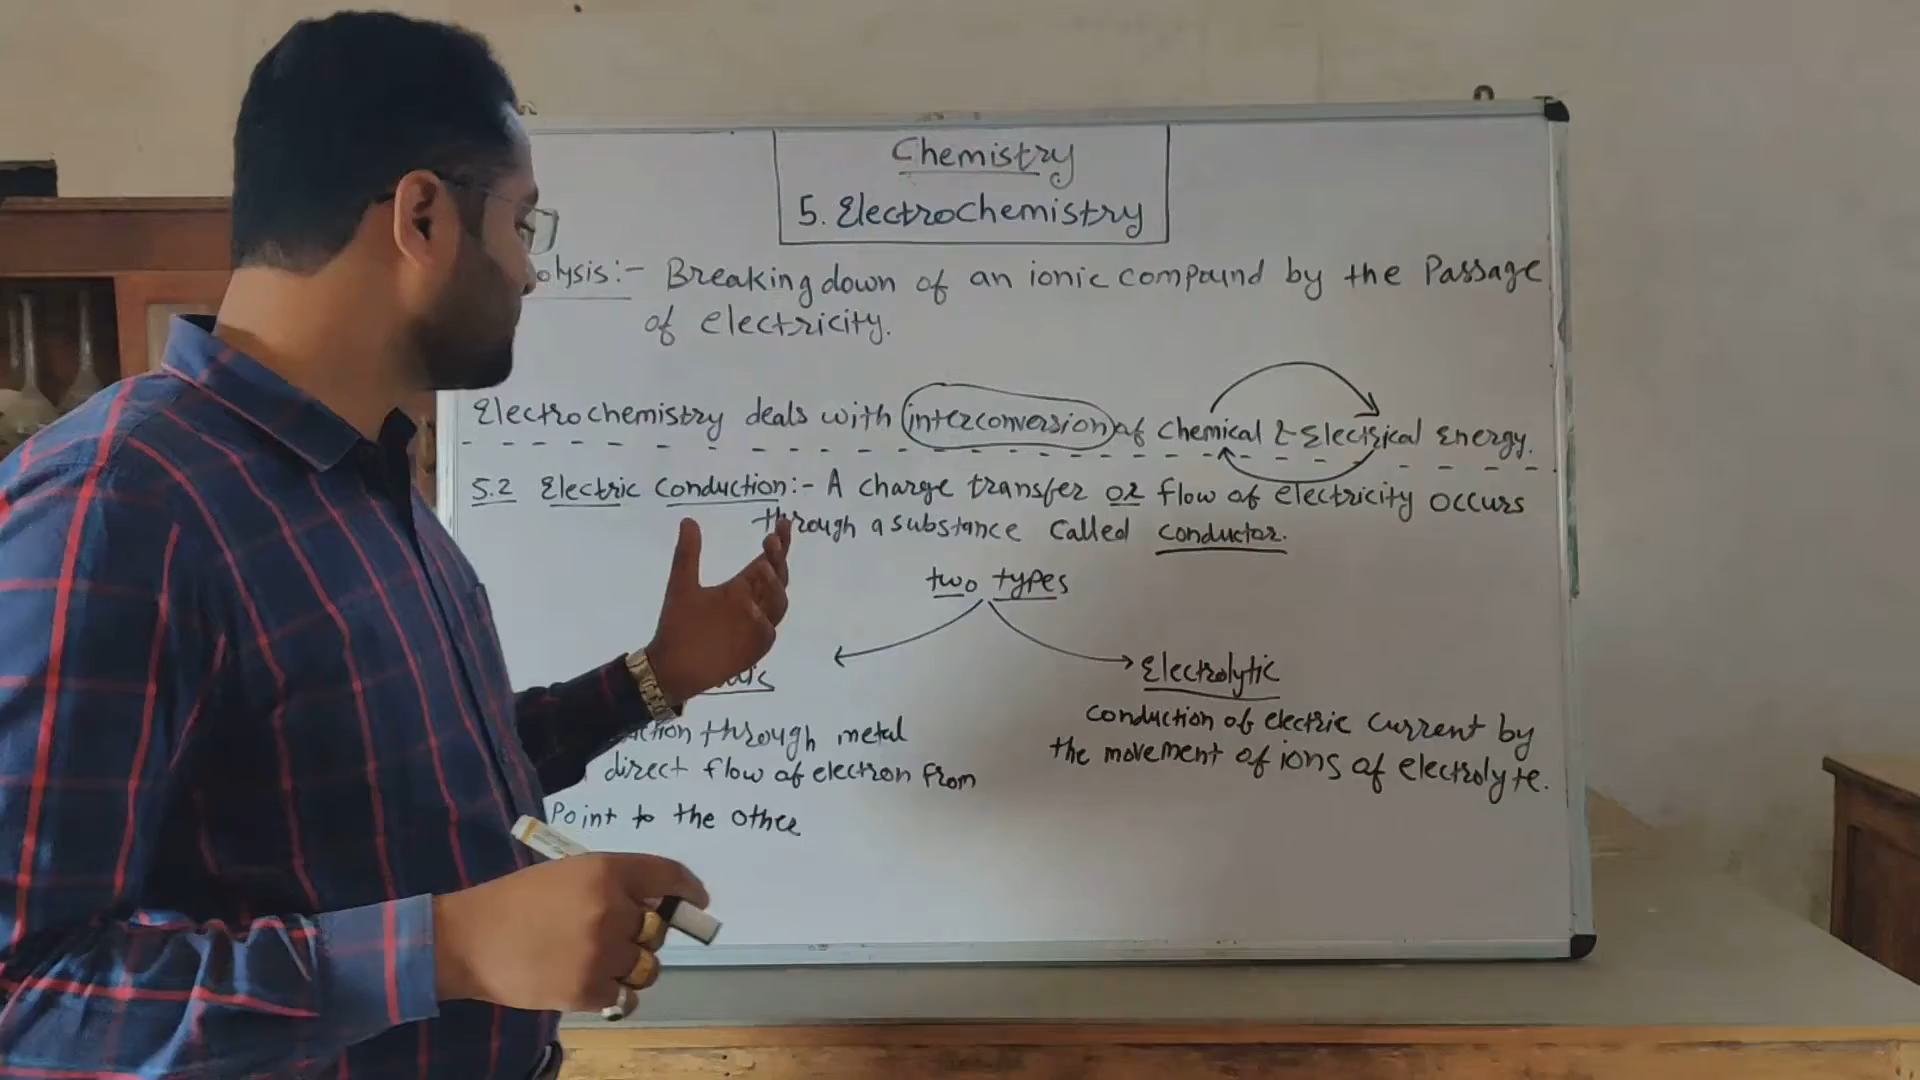 Chemistry
5. Electrochemistry
olysis:- Breaking down of an ionic compound by the Passage
of electricity.
Electrochemistry deals with interconversion of Chemical & Electrical Energy.
5.2 Electric Conduction:- A charge transfer or flow of electricity occurs
through a substance called conductor.
two types
Electrolytic
ction through metal
conduction of electric current by
the movement of ions of electrolyte.
direct flow of electron from
Point to the other